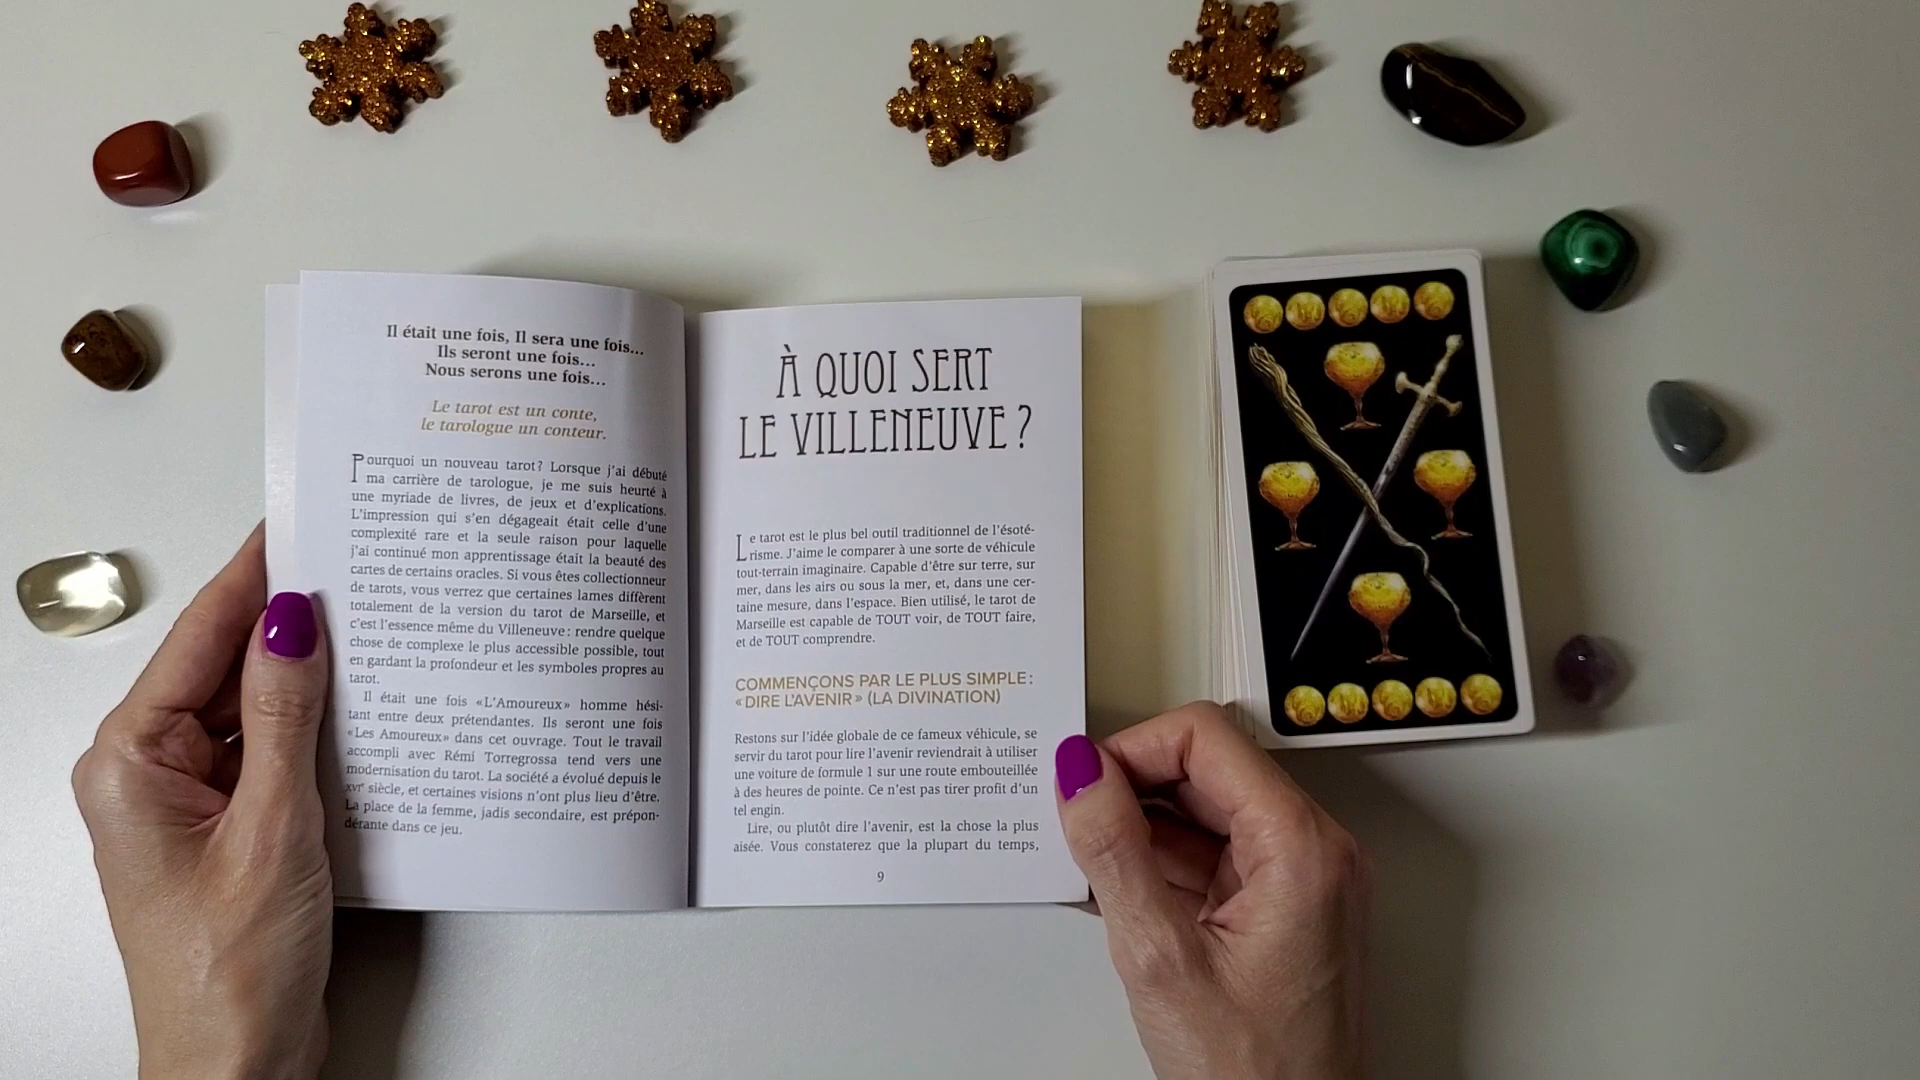 Il était une fois, Il sera une fois...
Ils seront une fois...
Nous serons une fois...
Le tarot est un conte,
le tarologue un conteur.
Pourquoi un nouveau tarot? Lorsque j'ai débuté
ma carrière de tarologue, je me suis heurté à
une myriade de livres, de jeux et d'explications.
L'impression qui s'en dégageait était celle d'une
complexité rare et la seule raison pour laquelle
j'ai continué mon apprentissage était la beauté des
cartes de certains oracles. Si vous êtes collectionneur
de tarots, vous verrez que certaines lames diffèrent
totalement de la version du tarot de Marseille, et
c'est l'essence même du Villeneuve : rendre quelque
chose de complexe le plus accessible possible, tout
en gardant la profondeur et les symboles propres au
tarot.
Il était une fois «L'Amoureux» homme hési-
tant entre deux prétendantes. Ils seront une fois
«Les Amoureux» dans cet ouvrage. Tout le travail
accompli avec Rémi Torregrossa tend vers une
modernisation du tarot. La société a évolué depuis le
XVIe siècle, et certaines visions n'ont plus lieu d'être.
La place de la femme, jadis secondaire, est prépon-
dérante dans ce jeu.
À QUOI SERT
LE VILLENEUVE ?
Le tarot est le plus bel outil traditionnel de l'ésoté-
risme. J'aime le comparer à une sorte de véhicule
tout-terrain imaginaire. Capable d'être sur terre, sur
mer, dans les airs ou sous la mer, et, dans une cer-
taine mesure, dans l'espace. Bien utilisé, le tarot de
Marseille est capable de TOUT voir, de TOUT faire,
et de TOUT comprendre.
COMMENÇONS PAR LE PLUS SIMPLE :
«DIRE L'AVENIR» (LA DIVINATION)
Restons sur l'idée globale de ce fameux véhicule, se
servir du tarot pour lire l'avenir reviendrait à utiliser
une voiture de formule 1 sur une route embouteillée
à des heures de pointe. Ce n'est pas tirer profit d'un
tel engin.
Lire, ou plutôt dire l'avenir, est la chose la plus
aisée. Vous constaterez que la plupart du temps,
9